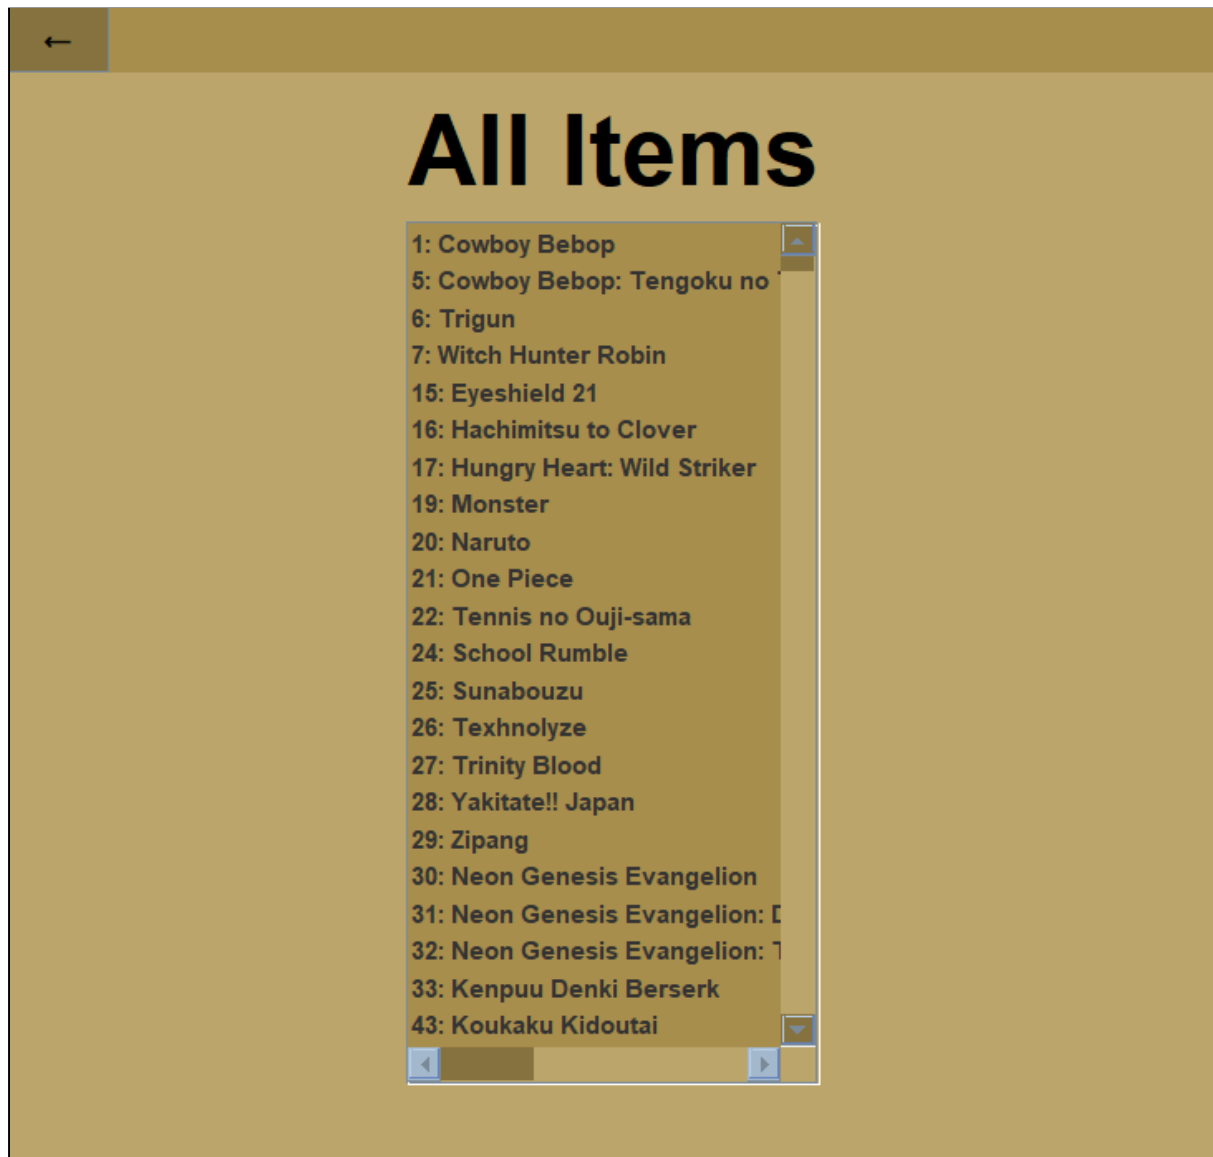 ←
All Items
1: Cowboy Bebop
5: Cowboy Bebop: Tengoku no
6: Trigun
7: Witch Hunter Robin
15: Eyeshield 21
16: Hachimitsu to Clover
17: Hungry Heart: Wild Striker
19: Monster
20: Naruto
21: One Piece
22: Tennis no Ouji-sama
24: School Rumble
25: Sunabouzu
26: Texhnolyze
27: Trinity Blood
28: Yakitate!! Japan
29: Zipang
30: Neon Genesis Evangelion
31: Neon Genesis Evangelion:
32: Neon Genesis Evangelion:
33: Kenpuu Denki Berserk
43: Koukaku Kidoutai